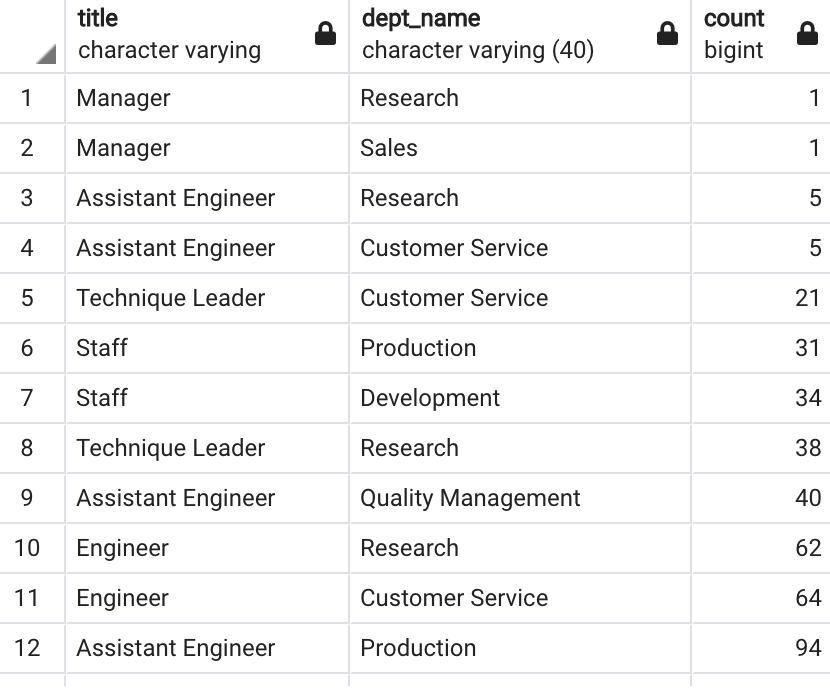 title dept_name count
character varying character varying (40) bigint
1 Manager Research 1
2 Manager Sales 1
3 Assistant Engineer Research 5
4 Assistant Engineer Customer Service 5
5 Technique Leader Customer Service 21
6 Staff Production 31
7 Staff Development 34
8 Technique Leader Research 38
9 Assistant Engineer Quality Management 40
10 Engineer Research 62
11 Engineer Customer Service 64
12 Assistant Engineer Production 94